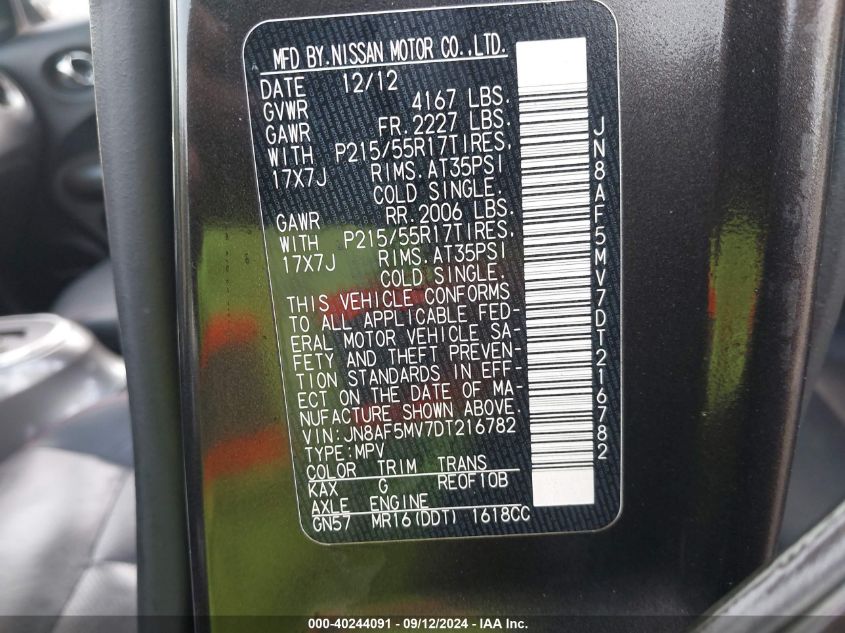 MFD BY.NISSAN MOTOR CO.,LTD.
DATE 12/12
GVWR 4167 LBS.
GAWR FR.2227 LBS.
WITH P215/55R17TIRES,
17X7J RIMS.AT35PSI
COLD SINGLE.
GAWR RR.2006 LBS.
WITH P215/55R17TIRES,
17X7J RIMS.AT35PSI
COLD SINGLE.
THIS VEHICLE CONFORMS
TO ALL APPLICABLE FED-
ERAL MOTOR VEHICLE SA-
FETY AND THEFT PREVEN-
TION STANDARDS IN EFF-
ECT ON THE DATE OF MA-
NUFACTURE SHOWN ABOVE.
VIN:JN8AF5MV7DT216782
TYPE:MPV
COLOR TRIM TRANS
KAX G RE0F10B
AXLE ENGINE
GN57 MR16(DDT) 1618CC
JN8AF5MV7DT216782
000-40244091 - 09/12/2024 - IAA Inc.